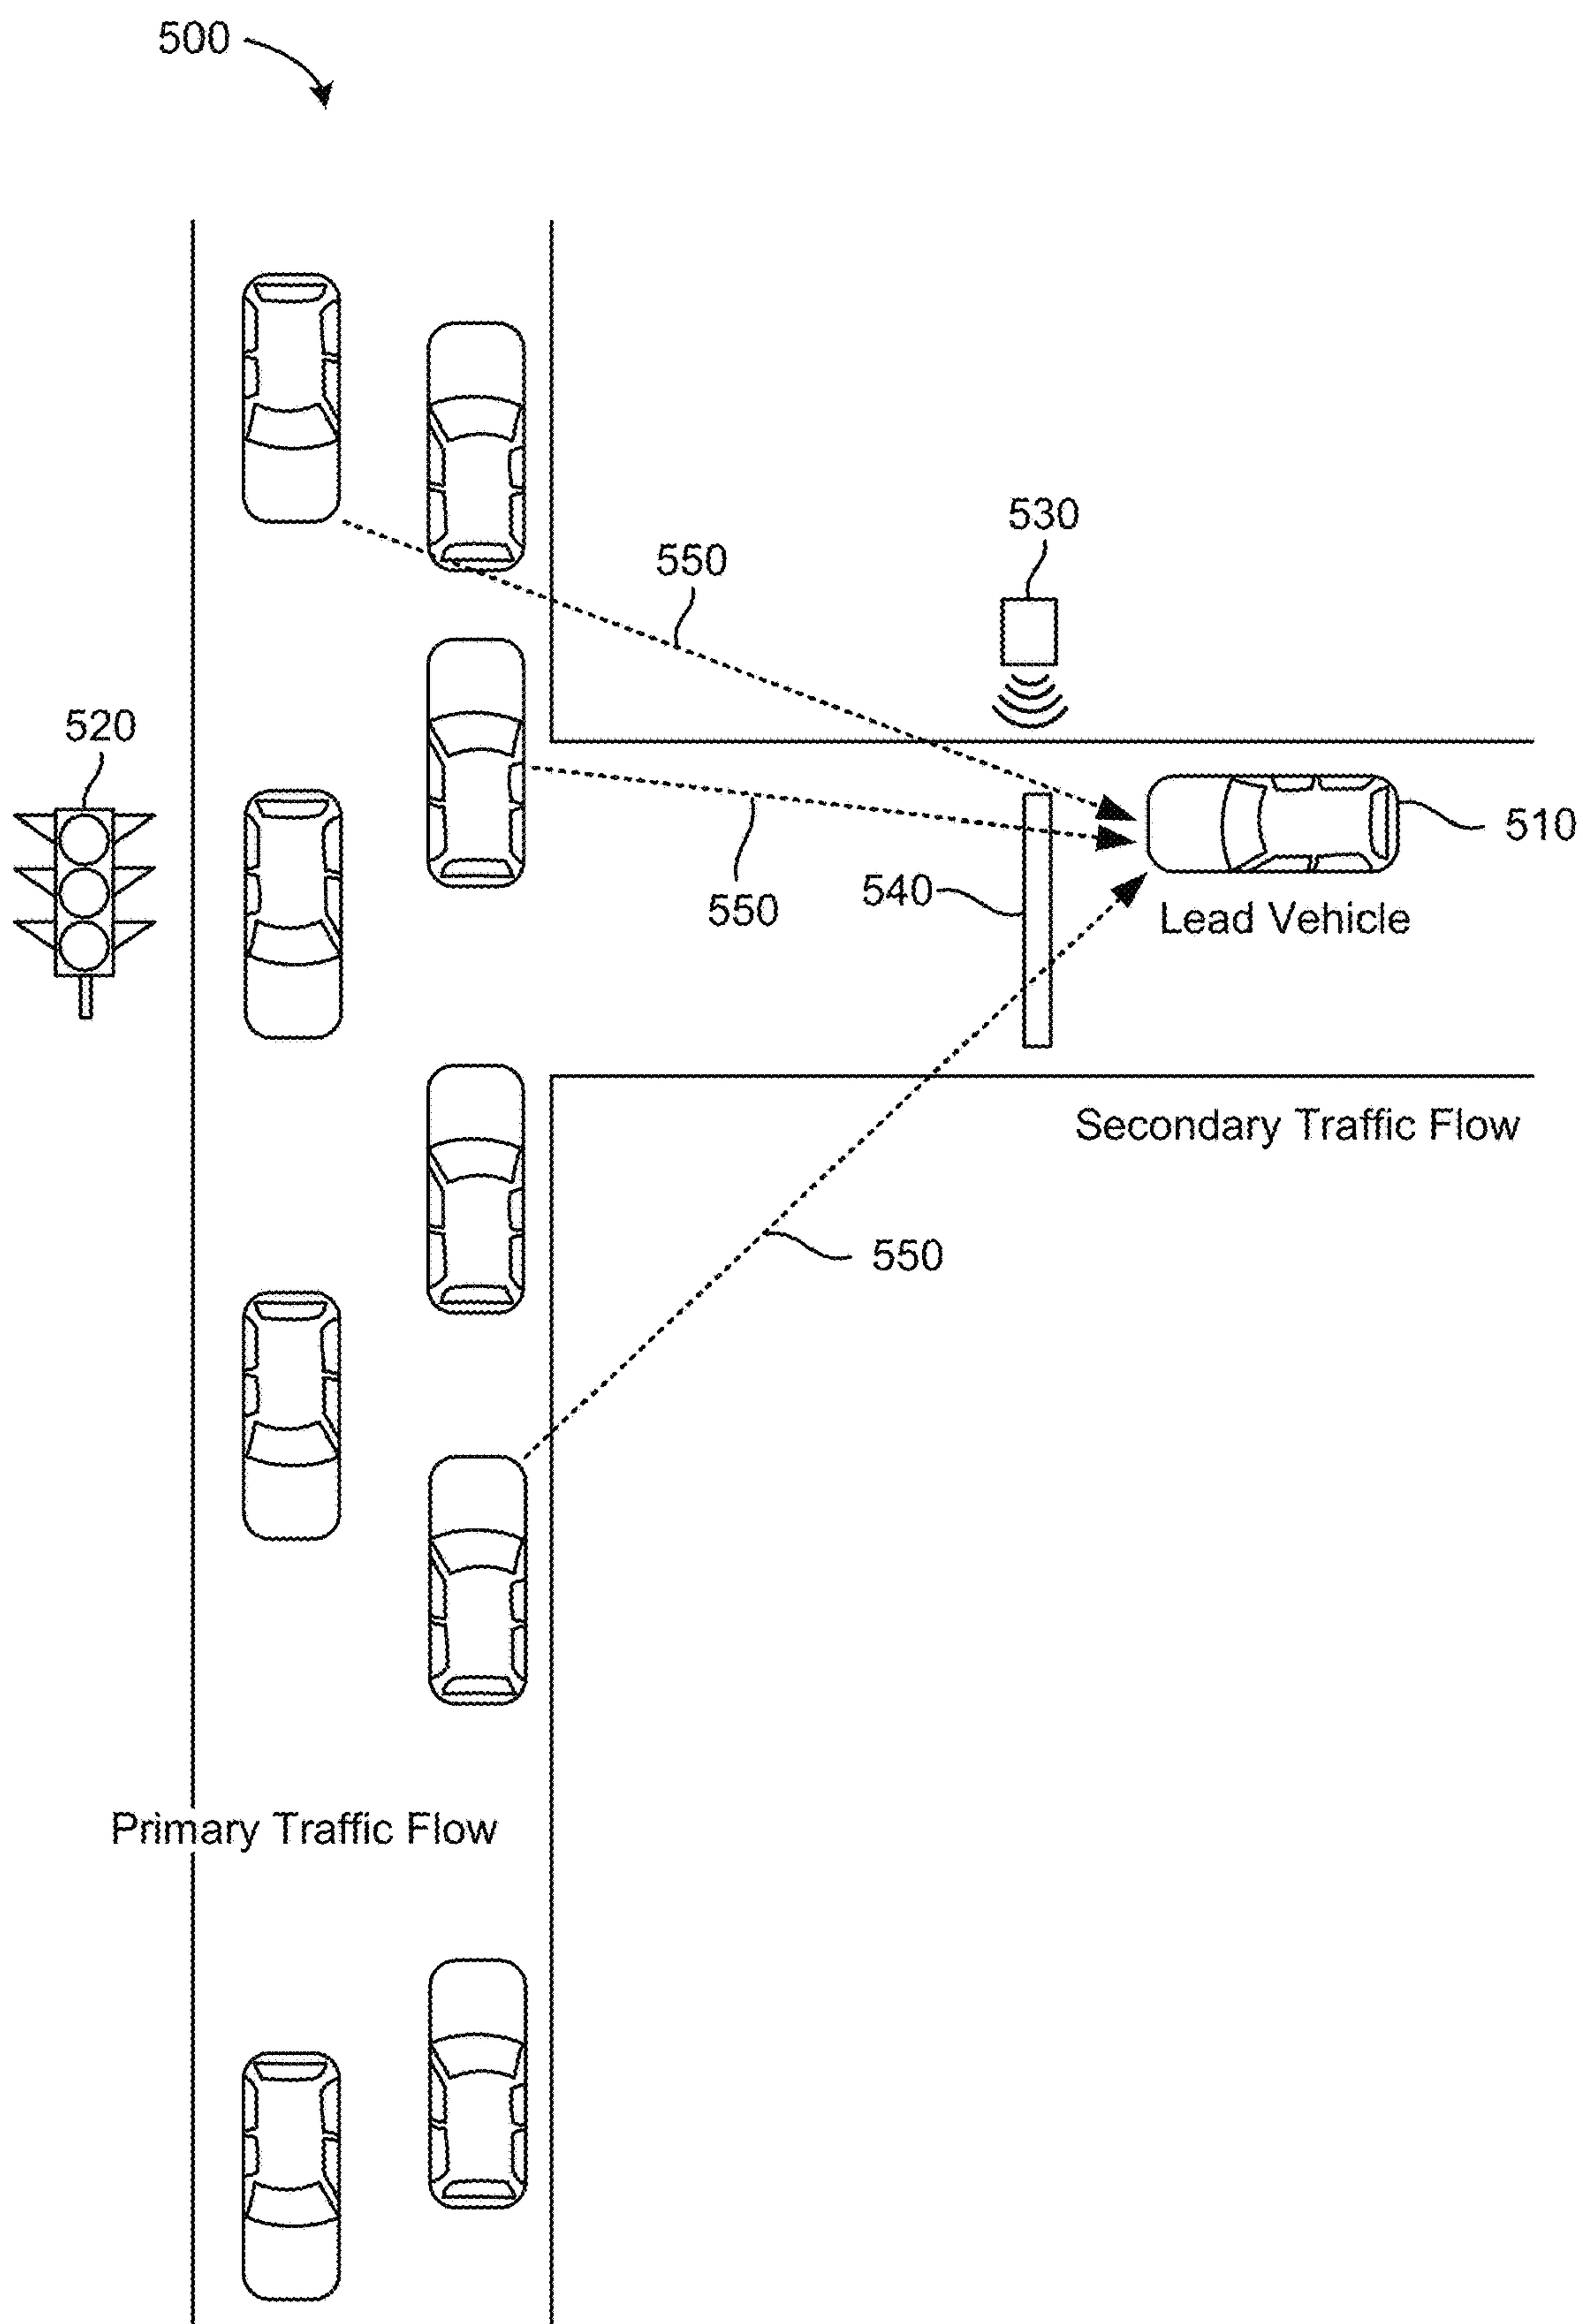 500
530
550
520
510
550
540
Lead Vehicle
Secondary Traffic Flow
550
Primary Traffic Flow